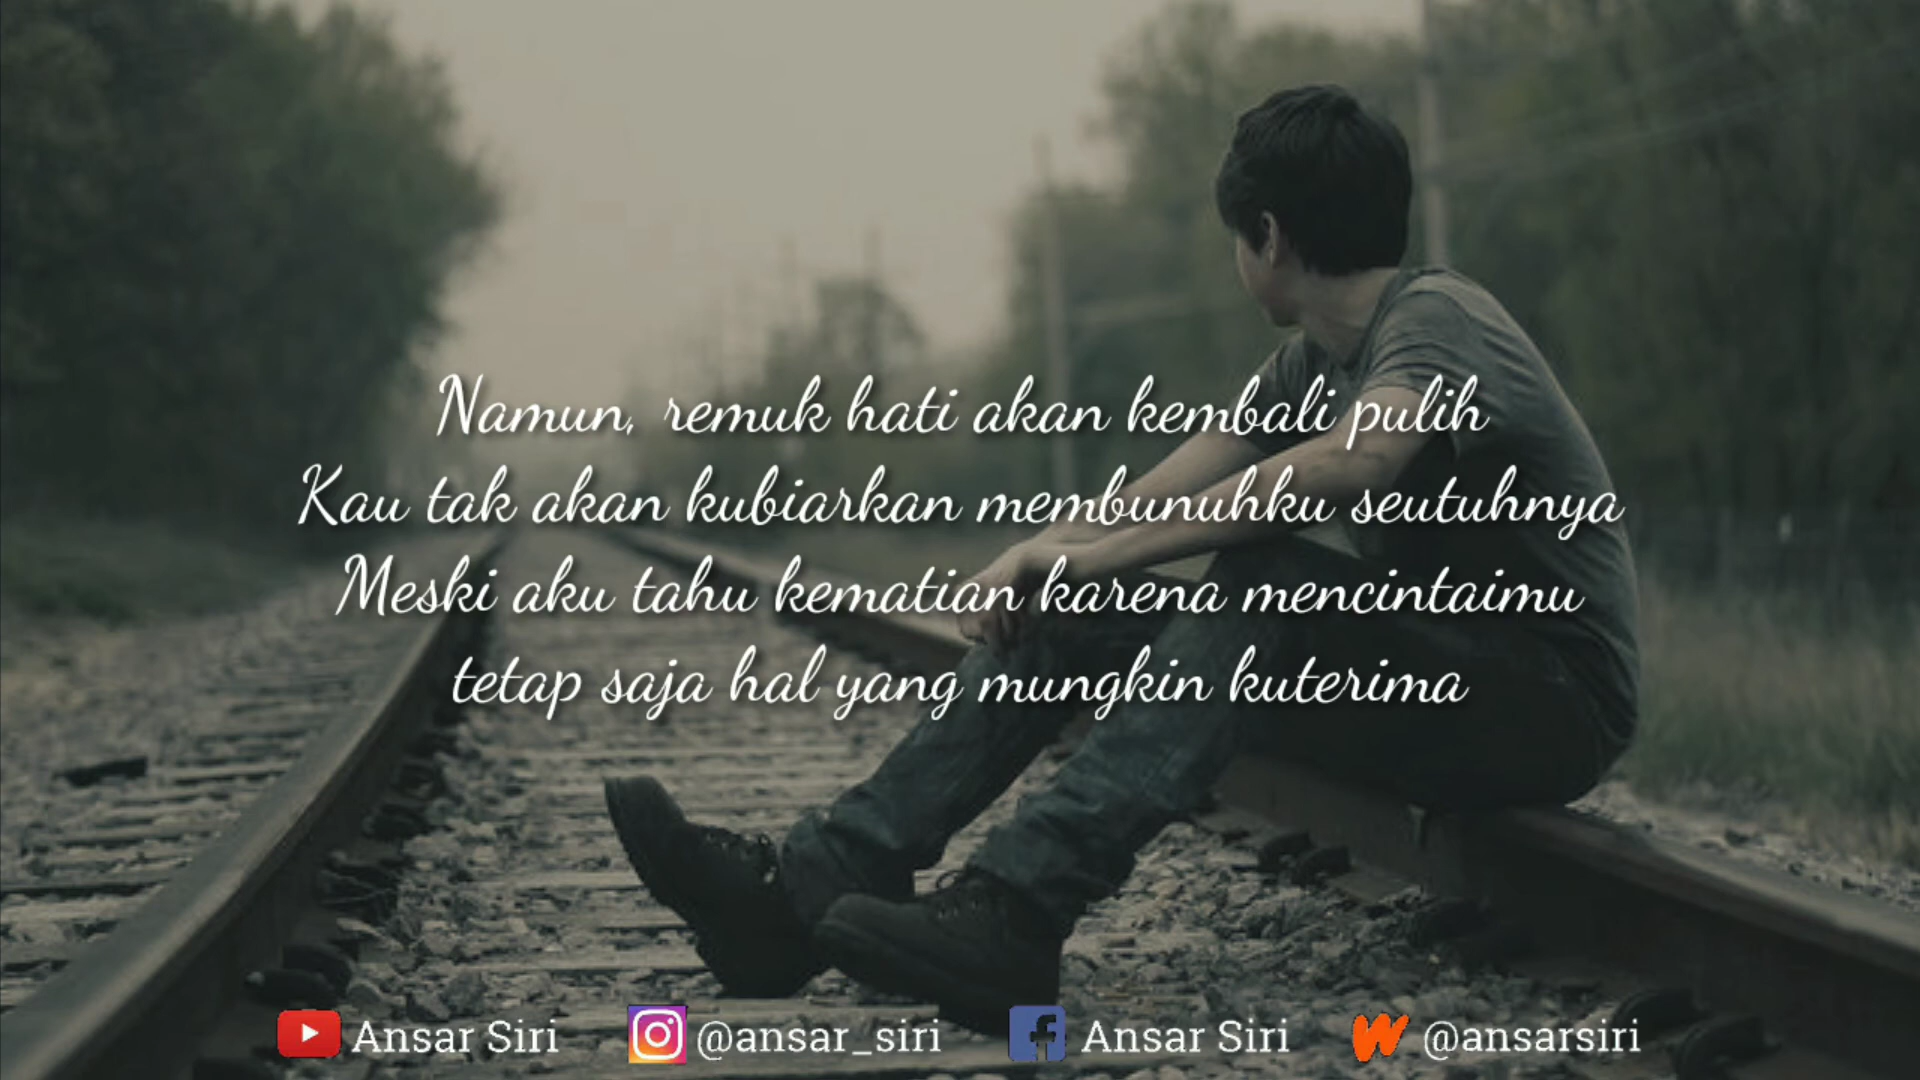 Namun, remuk hati akan kembali pulih
Kau tak akan kubiarkan membunuhku seutuhnya
Meski aku tahu kematian karena mencintaimu
tetap saja hal yang mungkin kuterima
Ansar Siri @ansar_siri Ansar Siri @ansarsiri